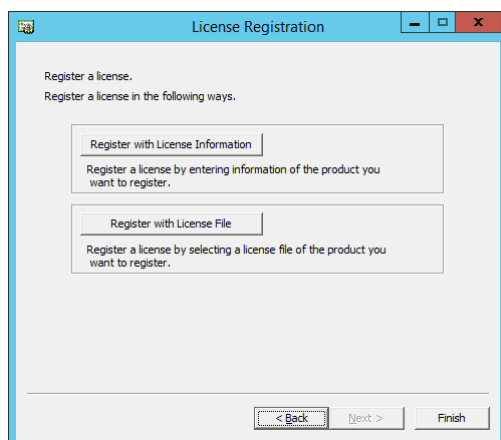 License Registration
Register a license.
Register a license in the following ways.
Register with License Information
Register a license by entering information of the product you
want to register.
Register with License File
Register a license by selecting a license file of the product you
want to register.
< Back
Next >
Finish